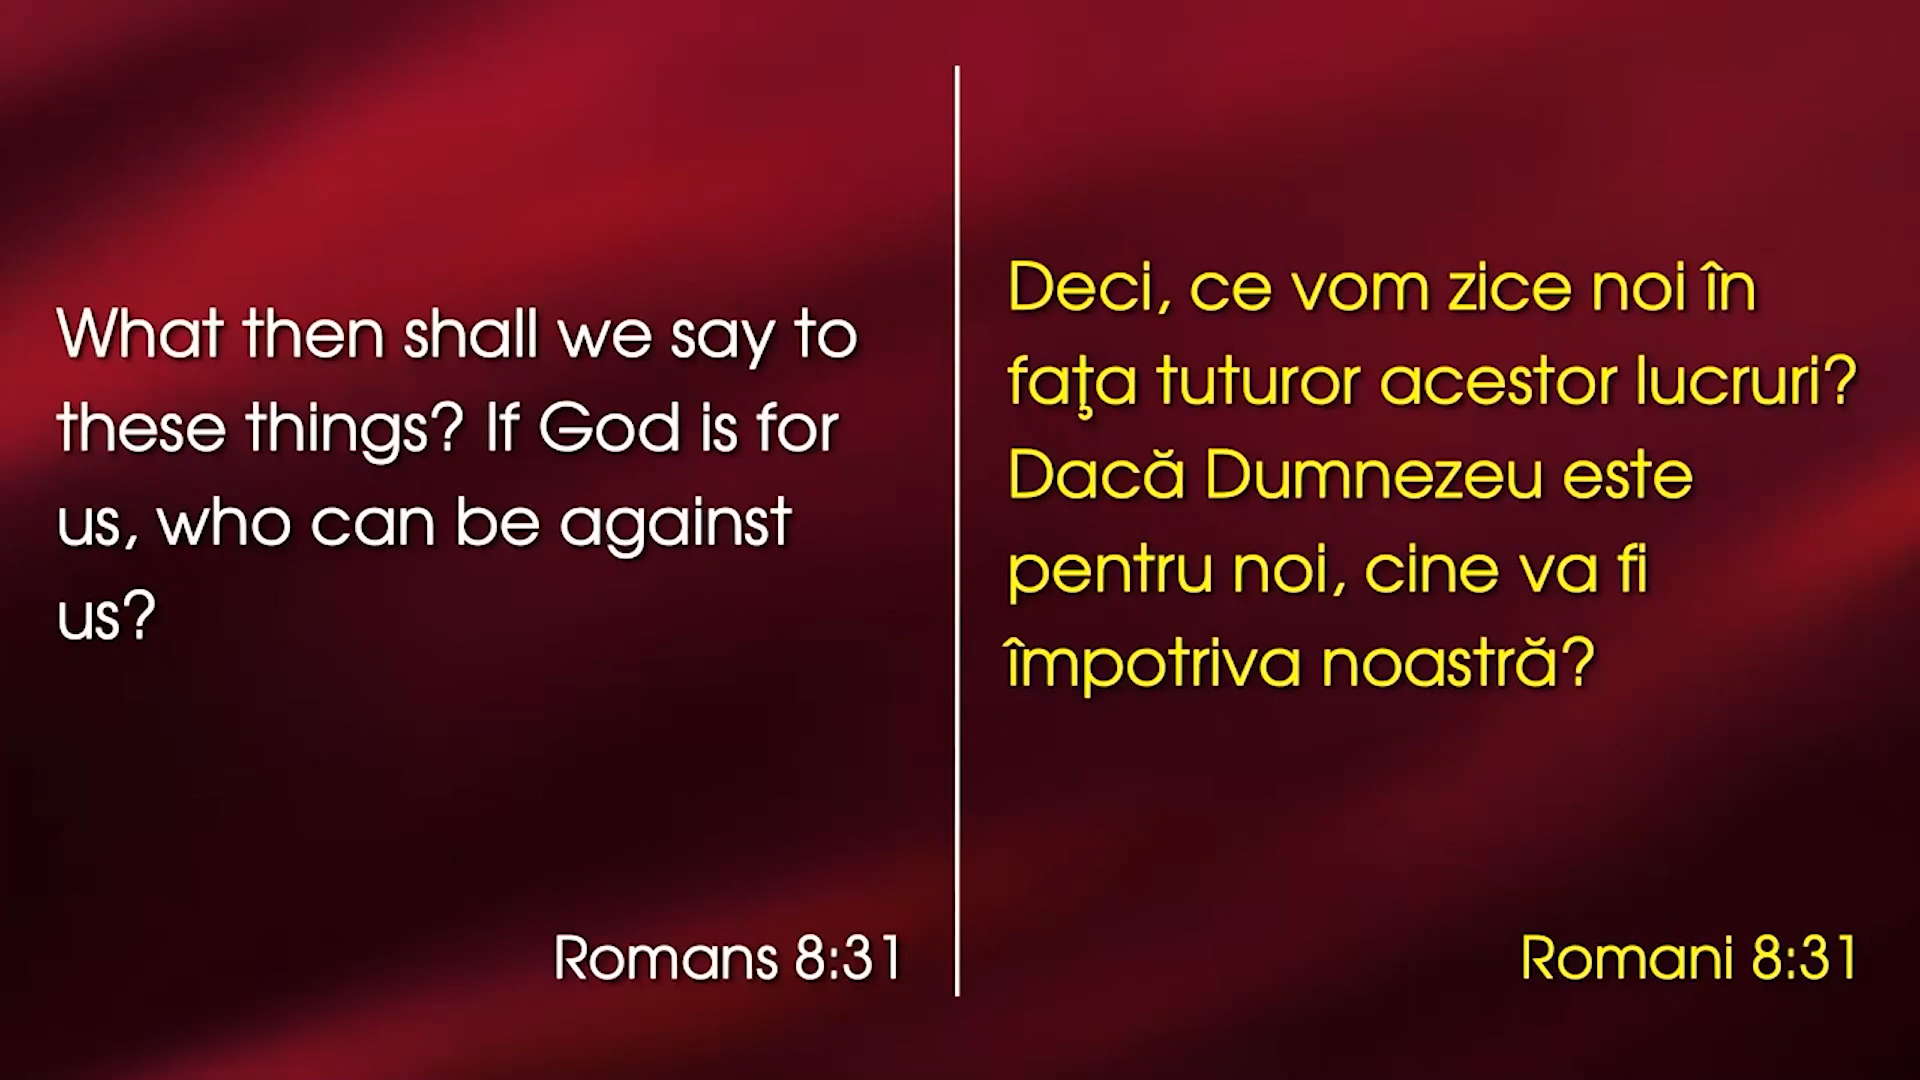 What then shall we say to
these things? If God is for
us, who can be against
us?
Romans 8:31
Deci, ce vom zice noi în
faţa tuturor acestor lucruri?
Dacă Dumnezeu este
pentru noi, cine va fi
împotriva noastră?
Romani 8:31